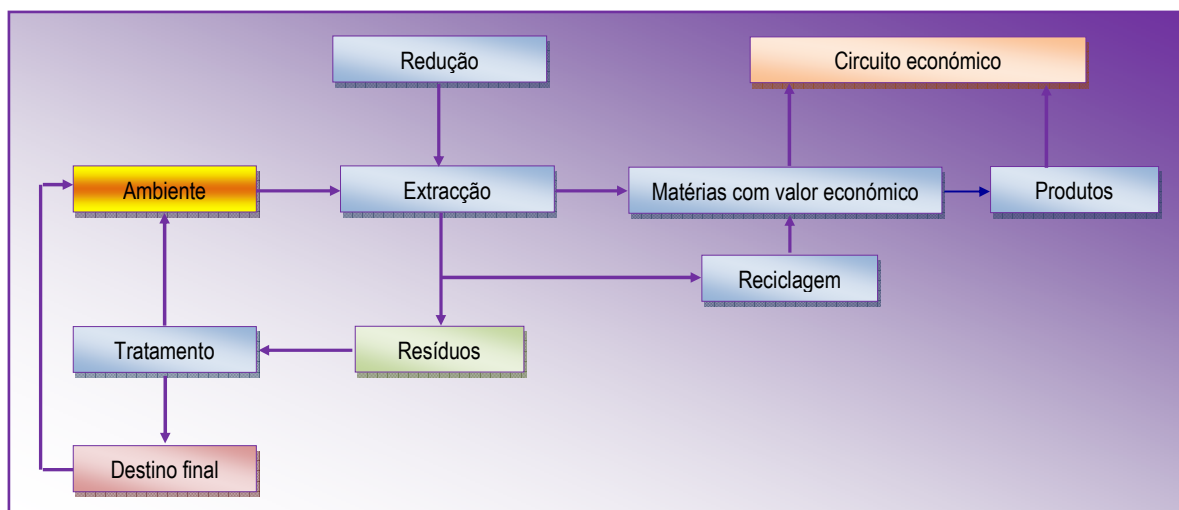 Redução
Circuito económico
Ambiente
Extracção
Matérias com valor económico
Produtos
Reciclagem
Tratamento
Resíduos
Destino final